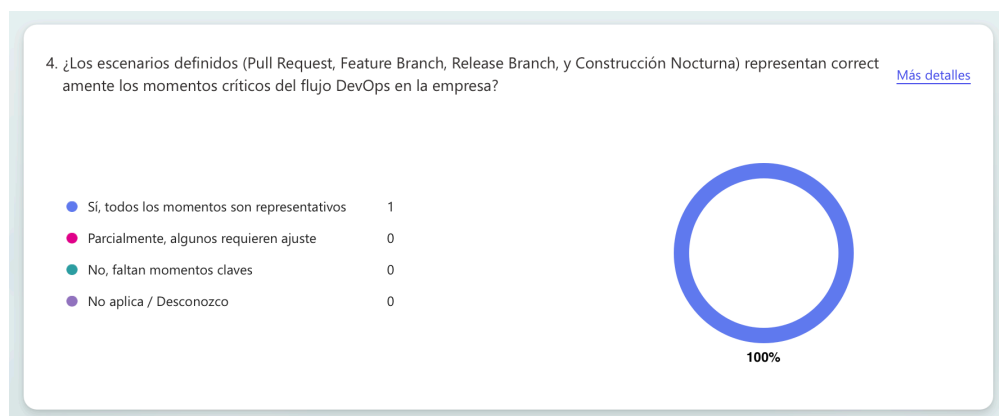 4. ¿Los escenarios definidos (Pull Request, Feature Branch, Release Branch, y Construcción Nocturna) representan correct
amente los momentos críticos del flujo DevOps en la empresa?
Más detalles
Sí, todos los momentos son representativos 1
Parcialmente, algunos requieren ajuste 0
No, faltan momentos claves 0
No aplica / Desconozco 0
100%